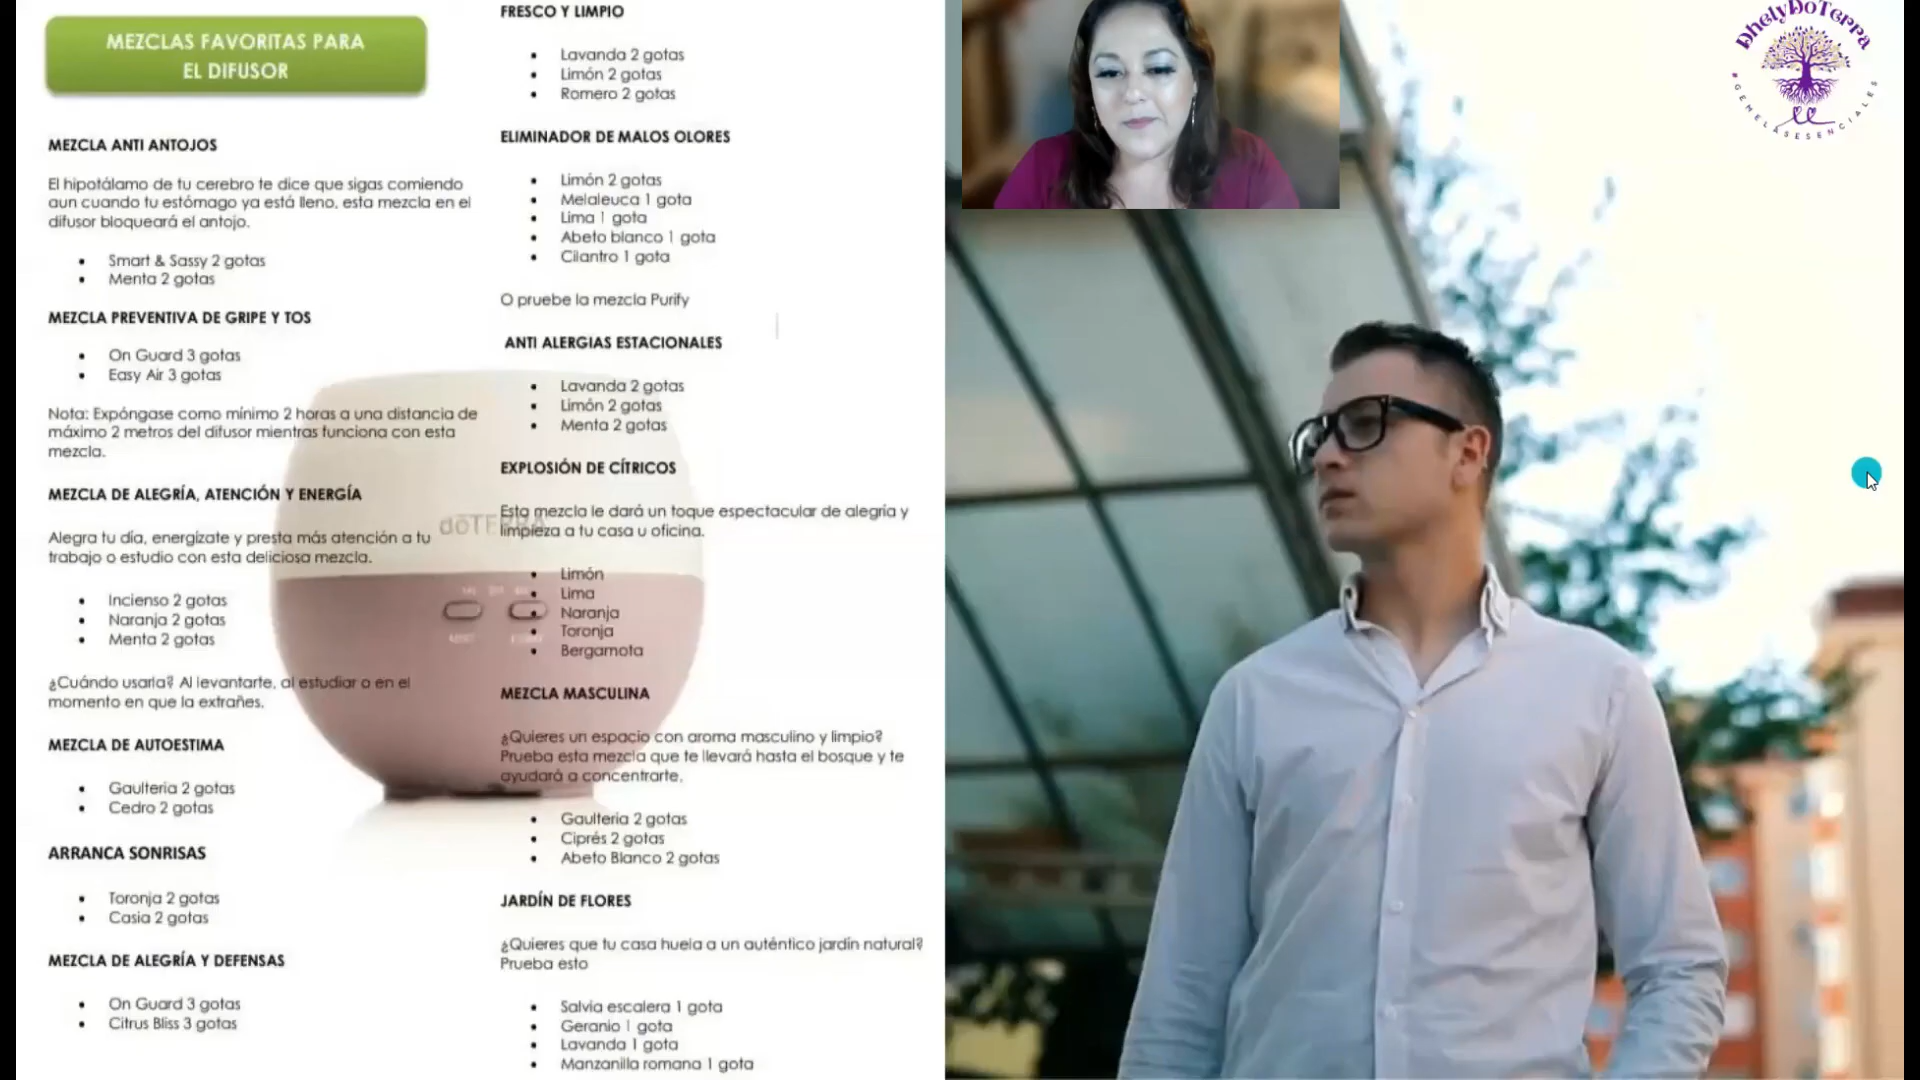 MEZCLAS FAVORITAS PARA
EL DIFUSOR
MEZCLA ANTI ANTOJOS
El hipotálamo de tu cerebro te dice que sigas comiendo
aun cuando tu estómago ya está lleno, esta mezcla en el
difusor bloqueará el antojo.
• Smart & Sassy 2 gotas
• Menta 2 gotas
MEZCLA PREVENTIVA DE GRIPE Y TOS
• On Guard 3 gotas
• Easy Air 3 gotas
Nota: Expóngase como mínimo 2 horas a una distancia de
máximo 2 metros del difusor mientras funciona con esta
mezcla.
MEZCLA DE ALEGRÍA, ATENCIÓN Y ENERGÍA
Alegra tu día, energízate y presta más atención a tu
trabajo o estudio con esta deliciosa mezcla.
• Incienso 2 gotas
• Naranja 2 gotas
• Menta 2 gotas
¿Cuándo usarla? Al levantarte, al estudiar o en el
momento en que la extrañes.
MEZCLA DE AUTOESTIMA
• Gaulteria 2 gotas
• Cedro 2 gotas
ARRANCA SONRISAS
• Toronja 2 gotas
• Casia 2 gotas
MEZCLA DE ALEGRÍA Y DEFENSAS
• On Guard 3 gotas
• Citrus Bliss 3 gotas
FRESCO Y LIMPIO
• Lavanda 2 gotas
• Limón 2 gotas
• Romero 2 gotas
ELIMINADOR DE MALOS OLORES
• Limón 2 gotas
• Melaleuca 1 gota
• Lima 1 gota
• Abeto blanco 1 gota
• Cilantro 1 gota
O pruebe la mezcla Purify
ANTI ALERGIAS ESTACIONALES
• Lavanda 2 gotas
• Limón 2 gotas
• Menta 2 gotas
EXPLOSIÓN DE CÍTRICOS
Esta mezcla le dará un toque espectacular de alegría y
limpieza a tu casa u oficina.
• Limón
• Lima
• Naranja
• Toronja
• Bergamota
MEZCLA MASCULINA
¿Quieres un espacio con aroma masculino y limpio?
Prueba esta mezcla que te llevará hasta el bosque y te
ayudará a concentrarte.
• Gaulteria 2 gotas
• Ciprés 2 gotas
• Abeto Blanco 2 gotas
JARDÍN DE FLORES
¿Quieres que tu casa huela a un auténtico jardín natural?
Prueba esto
• Salvia escalera 1 gota
• Geranio 1 gota
• Lavanda 1 gota
• Manzanilla romana 1 gota
dōTERRA
DhelyDoTerra
#GEMELASESENCIALES